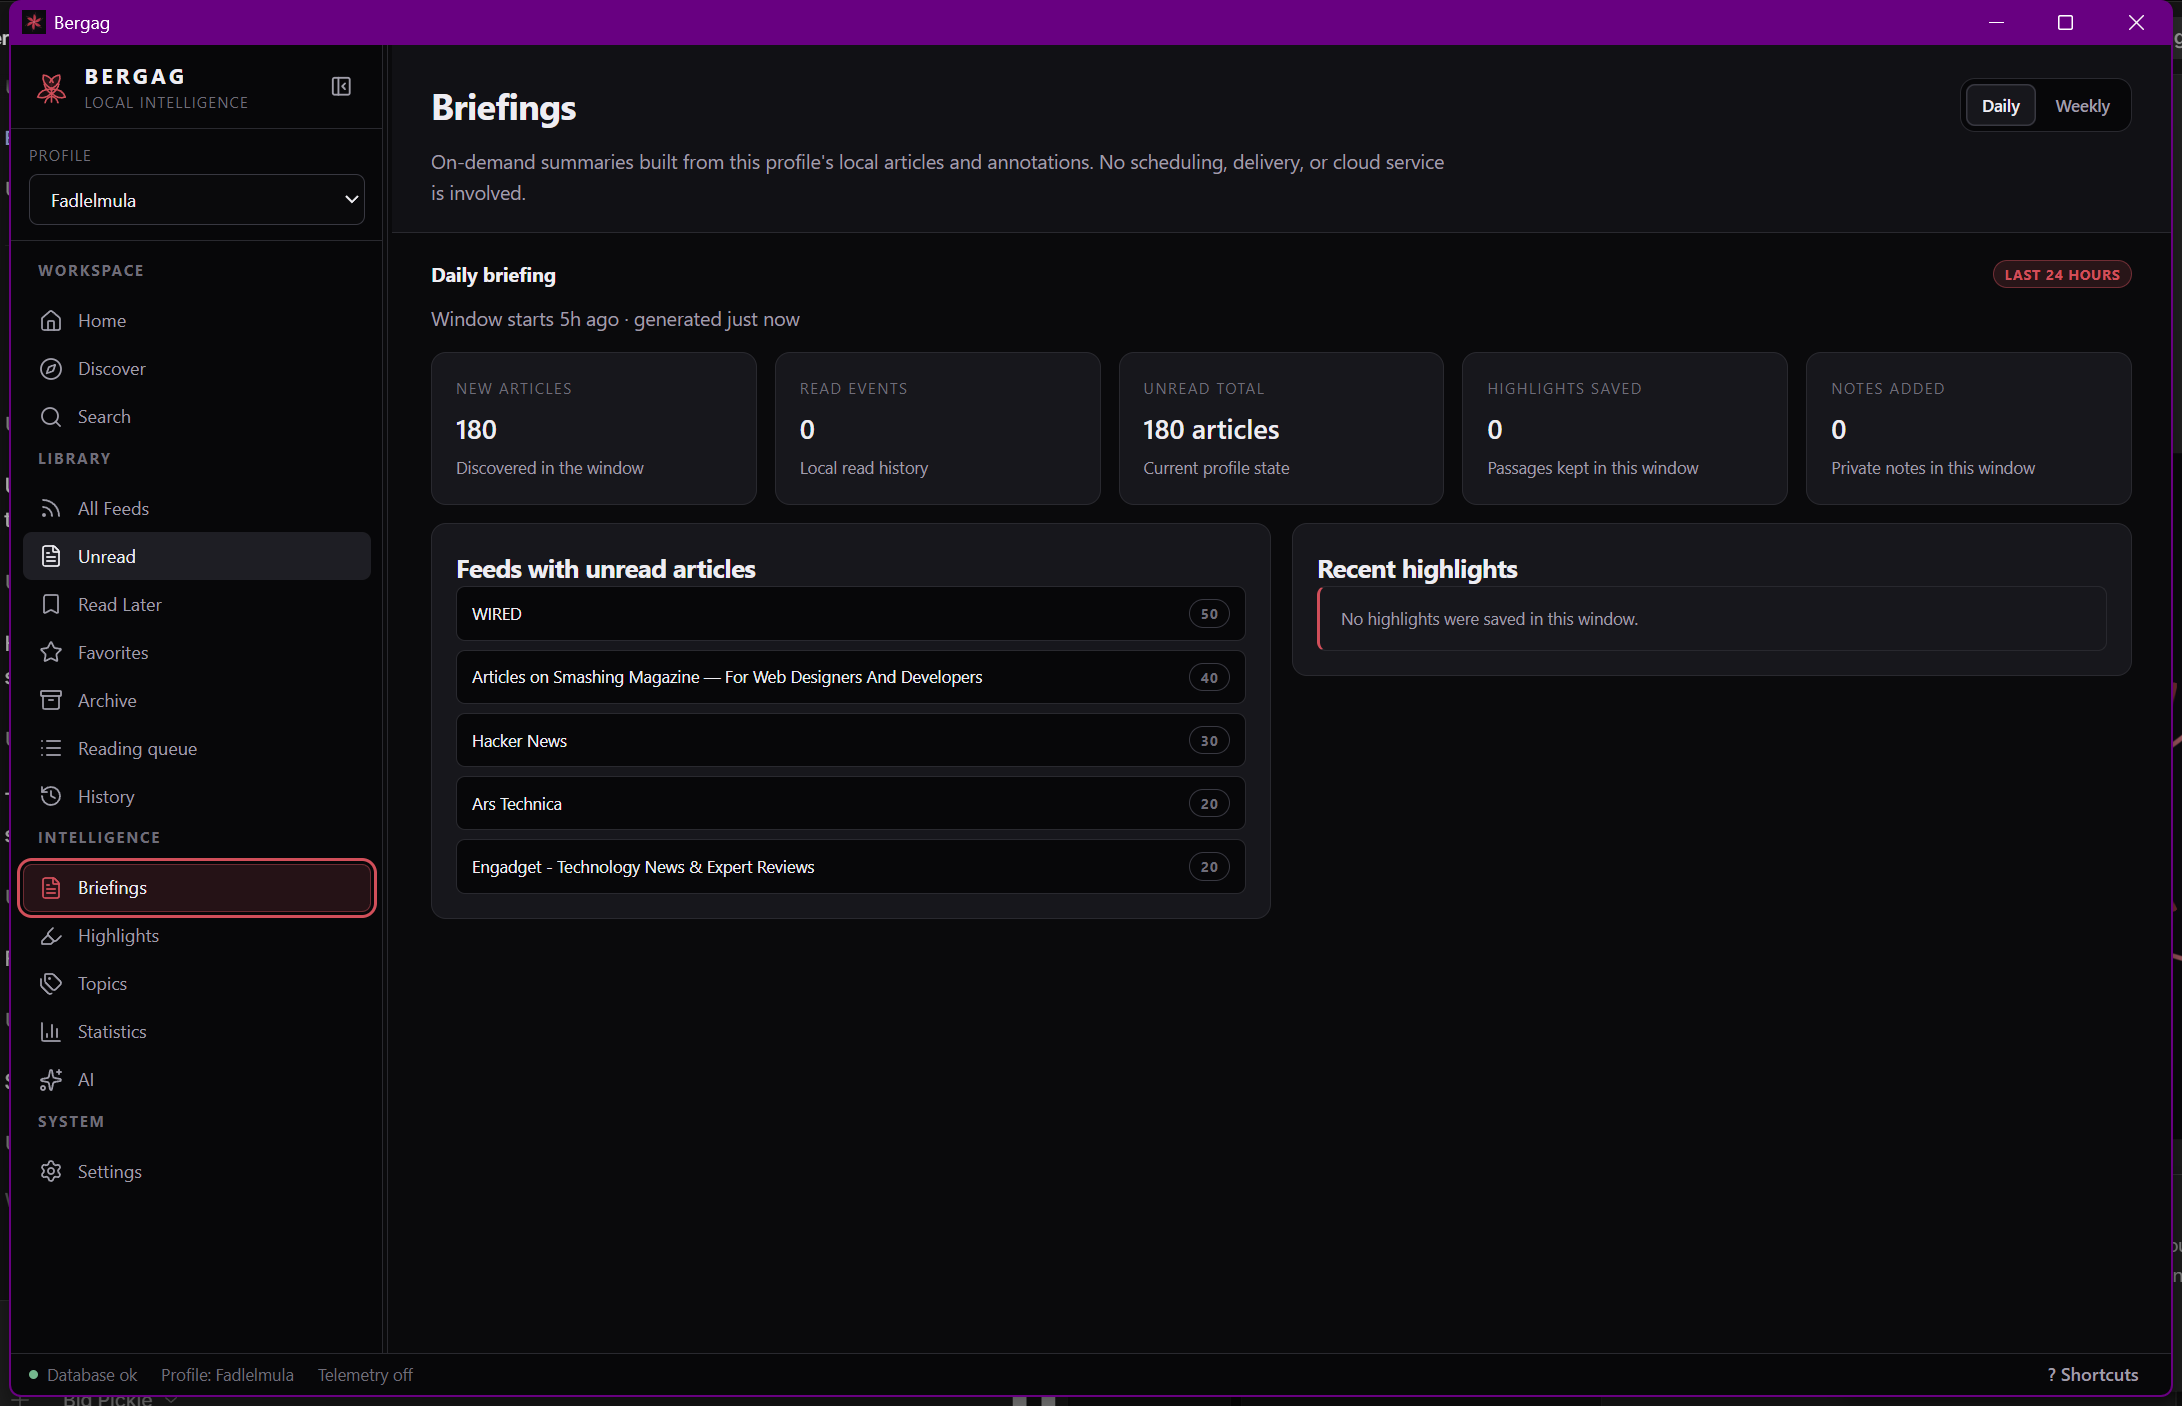 Bergag
BERGAG
LOCAL INTELLIGENCE
PROFILE
Fadlelmula
WORKSPACE
Home
Discover
Search
LIBRARY
All Feeds
Unread
Read Later
Favorites
Archive
Reading queue
History
INTELLIGENCE
Briefings
Highlights
Topics
Statistics
AI
SYSTEM
Settings
Briefings
Daily
Weekly
On-demand summaries built from this profile's local articles and annotations. No scheduling, delivery, or cloud service
is involved.
Daily briefing
LAST 24 HOURS
Window starts 5h ago · generated just now
NEW ARTICLES
180
Discovered in the window
READ EVENTS
0
Local read history
UNREAD TOTAL
180 articles
Current profile state
HIGHLIGHTS SAVED
0
Passages kept in this window
NOTES ADDED
0
Private notes in this window
Feeds with unread articles
WIRED 50
Articles on Smashing Magazine — For Web Designers And Developers 40
Hacker News 30
Ars Technica 20
Engadget - Technology News & Expert Reviews 20
Recent highlights
No highlights were saved in this window.
Database ok
Profile: Fadlelmula
Telemetry off
? Shortcuts
Big Pickle